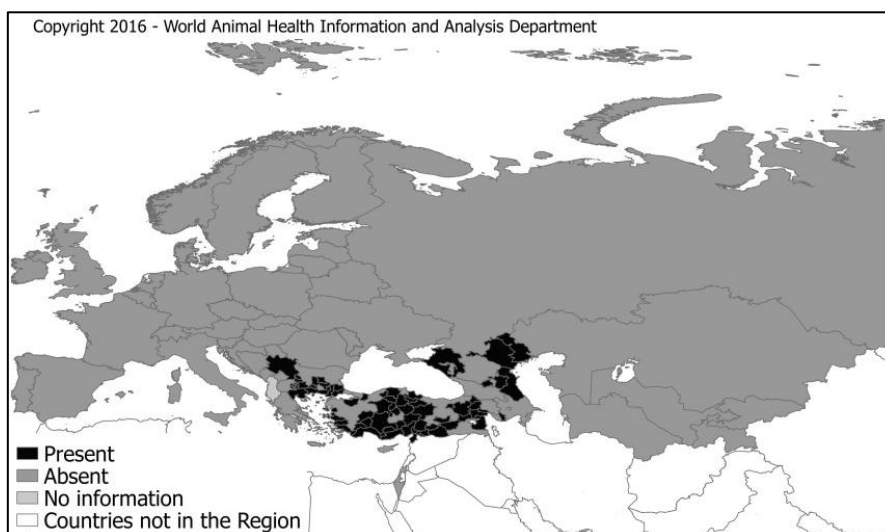 Copyright 2016 - World Animal Health Information and Analysis Department
Present
Absent
No information
Countries not in the Region